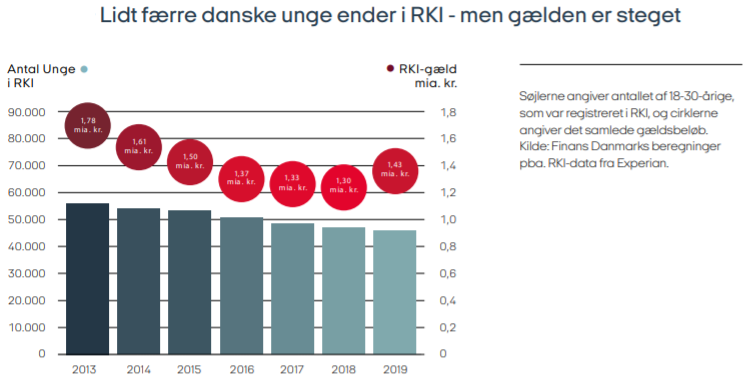 Lidt færre danske unge ender i RKI - men gælden er steget
Antal Unge
i RKI
RKI-gæld
mia. kr.
Søjlerne angiver antallet af 18-30-årige,
som var registreret i RKI, og cirklerne
angiver det samlede gældsbeløb.
Kilde: Finans Danmarks beregninger
pba. RKI-data fra Experian.
90.000
80.000
70.000
60.000
50.000
40.000
30.000
20.000
10.000
0
1,78
mia. kr.
1,61
mia. kr.
1,50
mia. kr.
1,37
mia. kr.
1,33
mia. kr.
1,30
mia. kr.
1,43
mia. kr.
1,8
1,6
1,4
1,2
1,0
0,8
0,6
0,4
0,2
0
2013 2014 2015 2016 2017 2018 2019